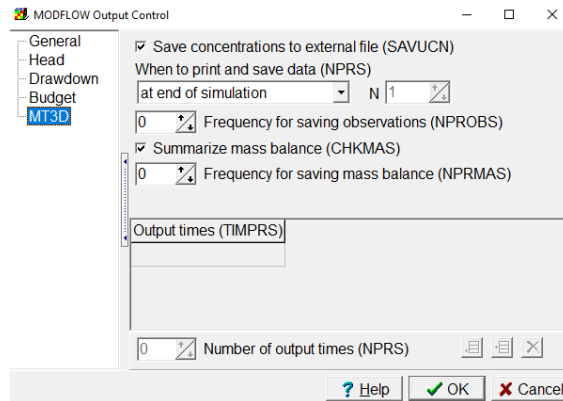 MODFLOW Output Control
General
Head
Drawdown
Budget
MT3D
Save concentrations to external file (SAVUCN)
When to print and save data (NPRS)
at end of simulation N 1
0 Frequency for saving observations (NPROBS)
Summarize mass balance (CHKMAS)
0 Frequency for saving mass balance (NPRMAS)
Output times (TIMPRS)
0 Number of output times (NPRS)
? Help OK Cancel